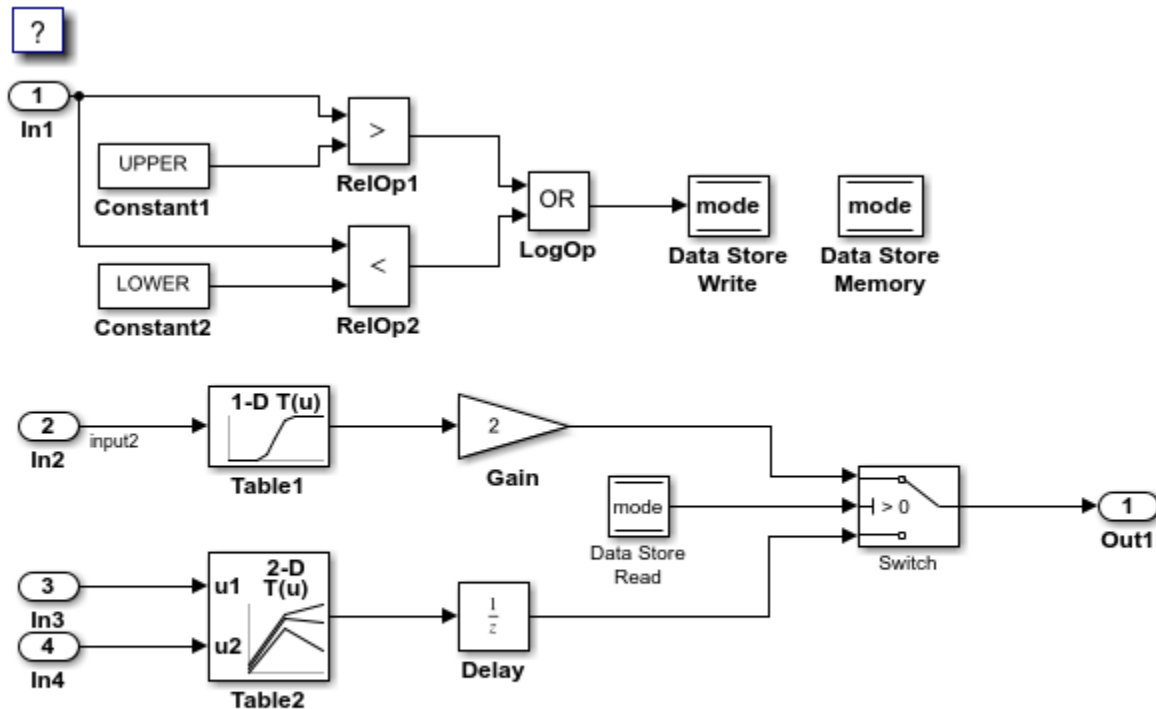 ?
1
In1
UPPER
Constant1
>
RelOp1
LOWER
Constant2
<
RelOp2
OR
LogOp
mode
Data Store
Write
mode
Data Store
Memory
2
In2
input2
1-D T(u)
Table1
2
Gain
mode
Data Store
Read
> 0
Switch
1
Out1
3
In3
4
In4
u1
u2
2-D
T(u)
Table2
1
z
Delay